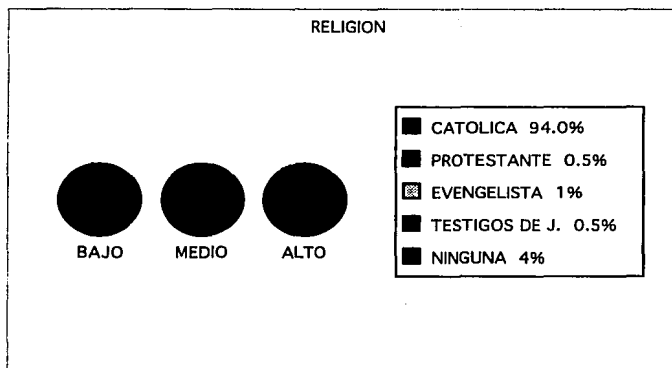 RELIGION
CATOLICA 94.0%
PROTESTANTE 0.5%
EVENGELISTA 1%
TESTIGOS DE J. 0.5%
NINGUNA 4%
BAJO MEDIO ALTO